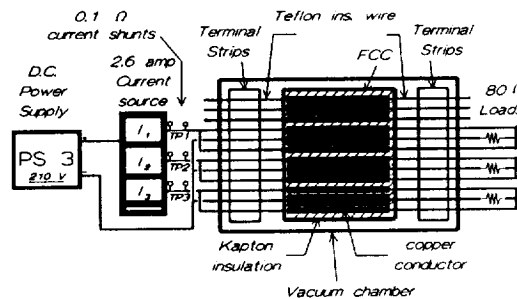 0.1 Ω
current shunts
Terminal
Strips
Teflon ins. wire
Terminal
Strips
FCC
D.C.
Power
Supply
2.6 amp
Current
source
80
Load
PS 3
210 V
I1
TP1
I2
TP2
I3
TP3
Kapton
insulation
copper
conductor
Vacuum chamber